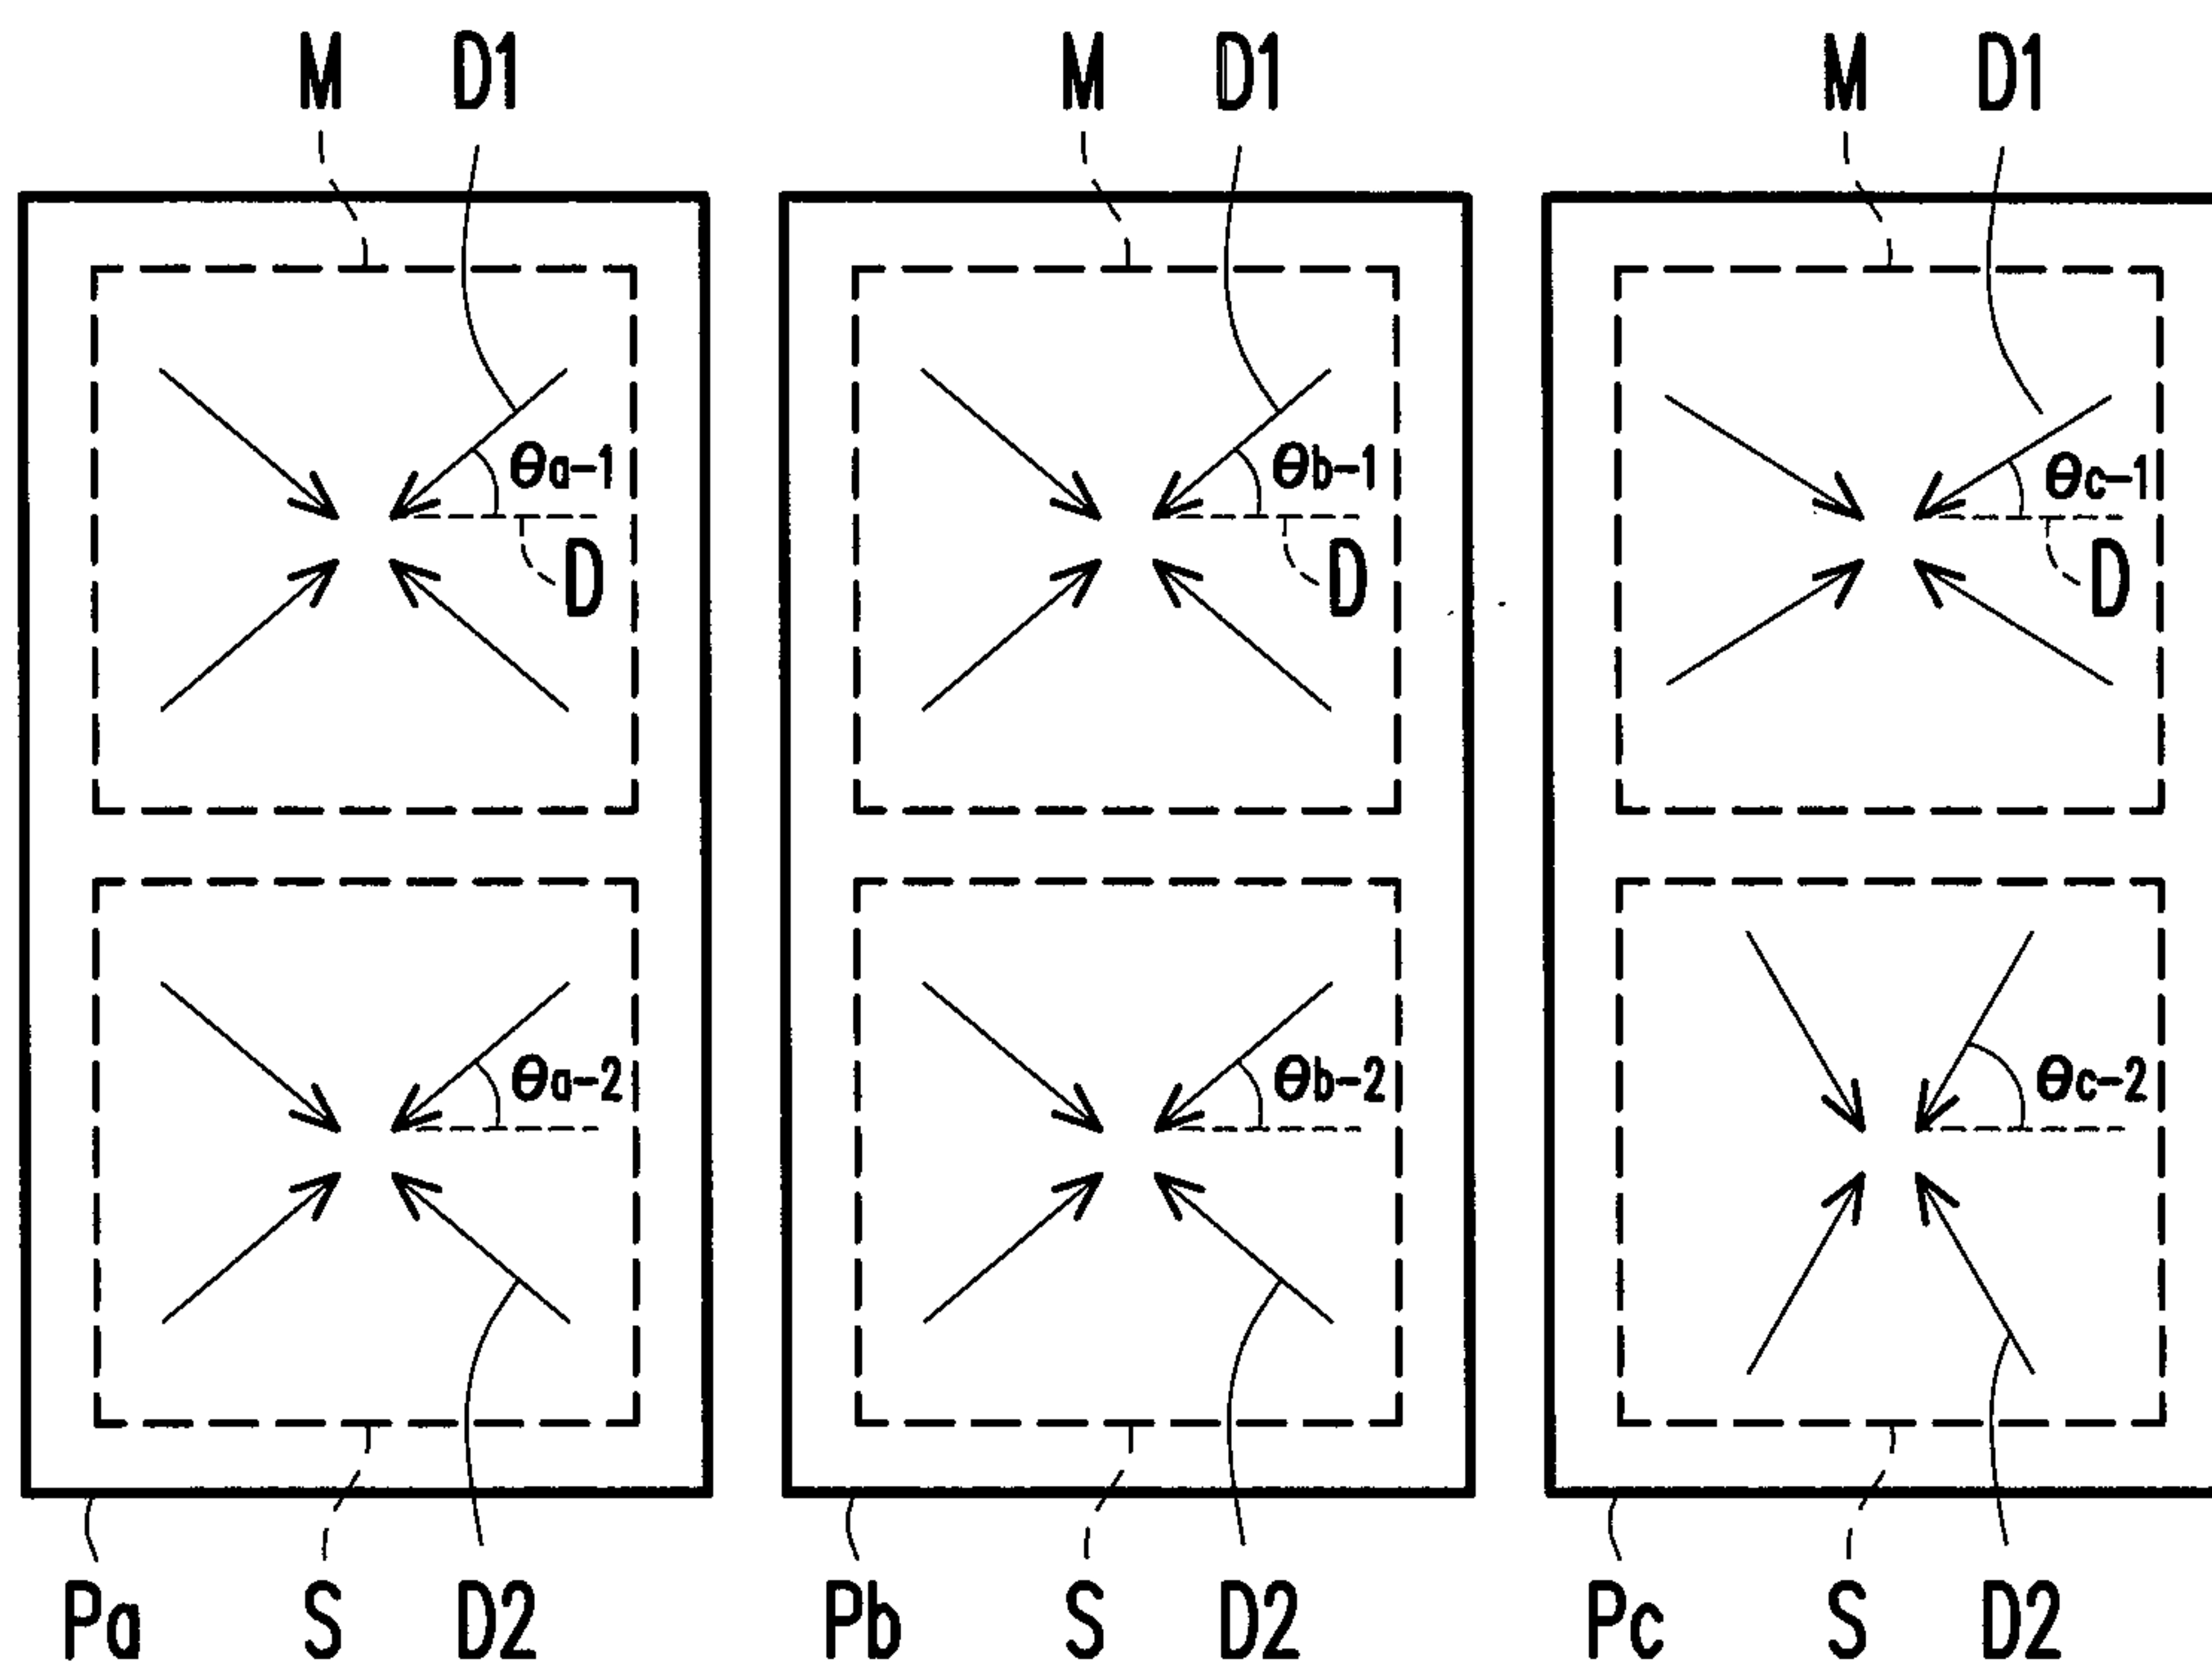 M D1 M D1 M D1
θa-1 θb-1 θc-1
D D D
θa-2 θb-2 θc-2
Pa S D2 Pb S D2 Pc S D2